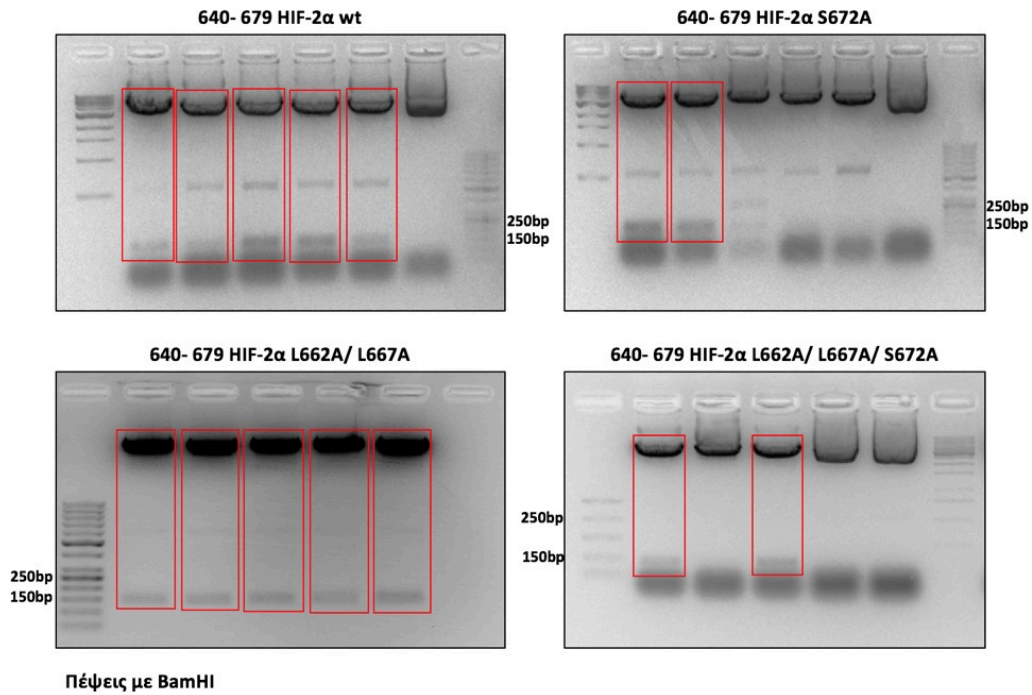 640- 679 HIF-2α wt
640- 679 HIF-2α S672A
250bp
150bp
250bp
150bp
640- 679 HIF-2α L662A/ L667A
640- 679 HIF-2α L662A/ L667A/ S672A
250bp
150bp
250bp
150bp
Πέψεις με BamHI